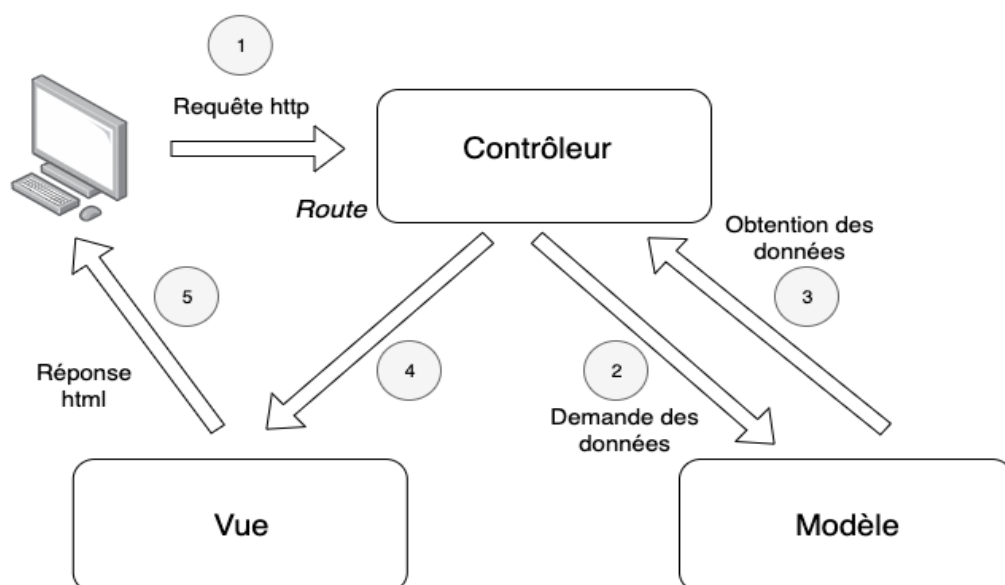 1
Requête http
Contrôleur
Route
Obtention des
données
3
5
4
2
Réponse
html
Demande des
données
Vue
Modèle